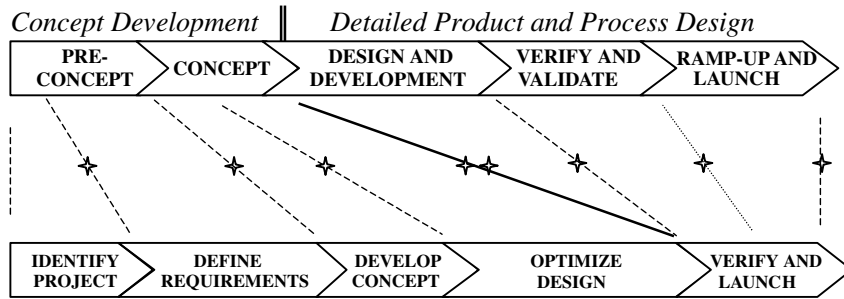 Concept Development
Detailed Product and Process Design
PRE-
CONCEPT
CONCEPT
DESIGN AND
DEVELOPMENT
VERIFY AND
VALIDATE
RAMP-UP AND
LAUNCH
IDENTIFY
PROJECT
DEFINE
REQUIREMENTS
DEVELOP
CONCEPT
OPTIMIZE
DESIGN
VERIFY AND
LAUNCH